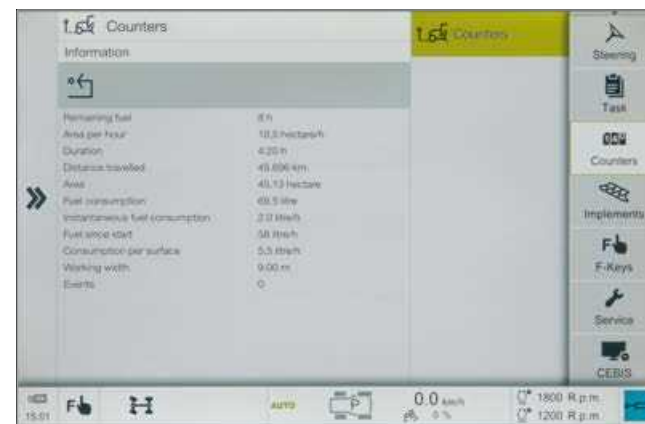 Counters
Information
Counters
Remaining fuel 8 h
Area per hour 10,5 hectare/h
Duration 4:20 h
Distance travelled 45.696 km
Area 45,13 hectare
Fuel consumption 69.5 litre
Instantaneous fuel consumption 2.0 litre/h
Fuel since start 58 litre/h
Consumption per surface 5,5 litre/h
Working width 9.00 m
Events 0
Steering
Task
Counters
Implements
F
F-Keys
Service
CEBIS
15:01
F
AUTO
P
0.0 km/h
0 %
1800 R.p.m.
1200 R.p.m.